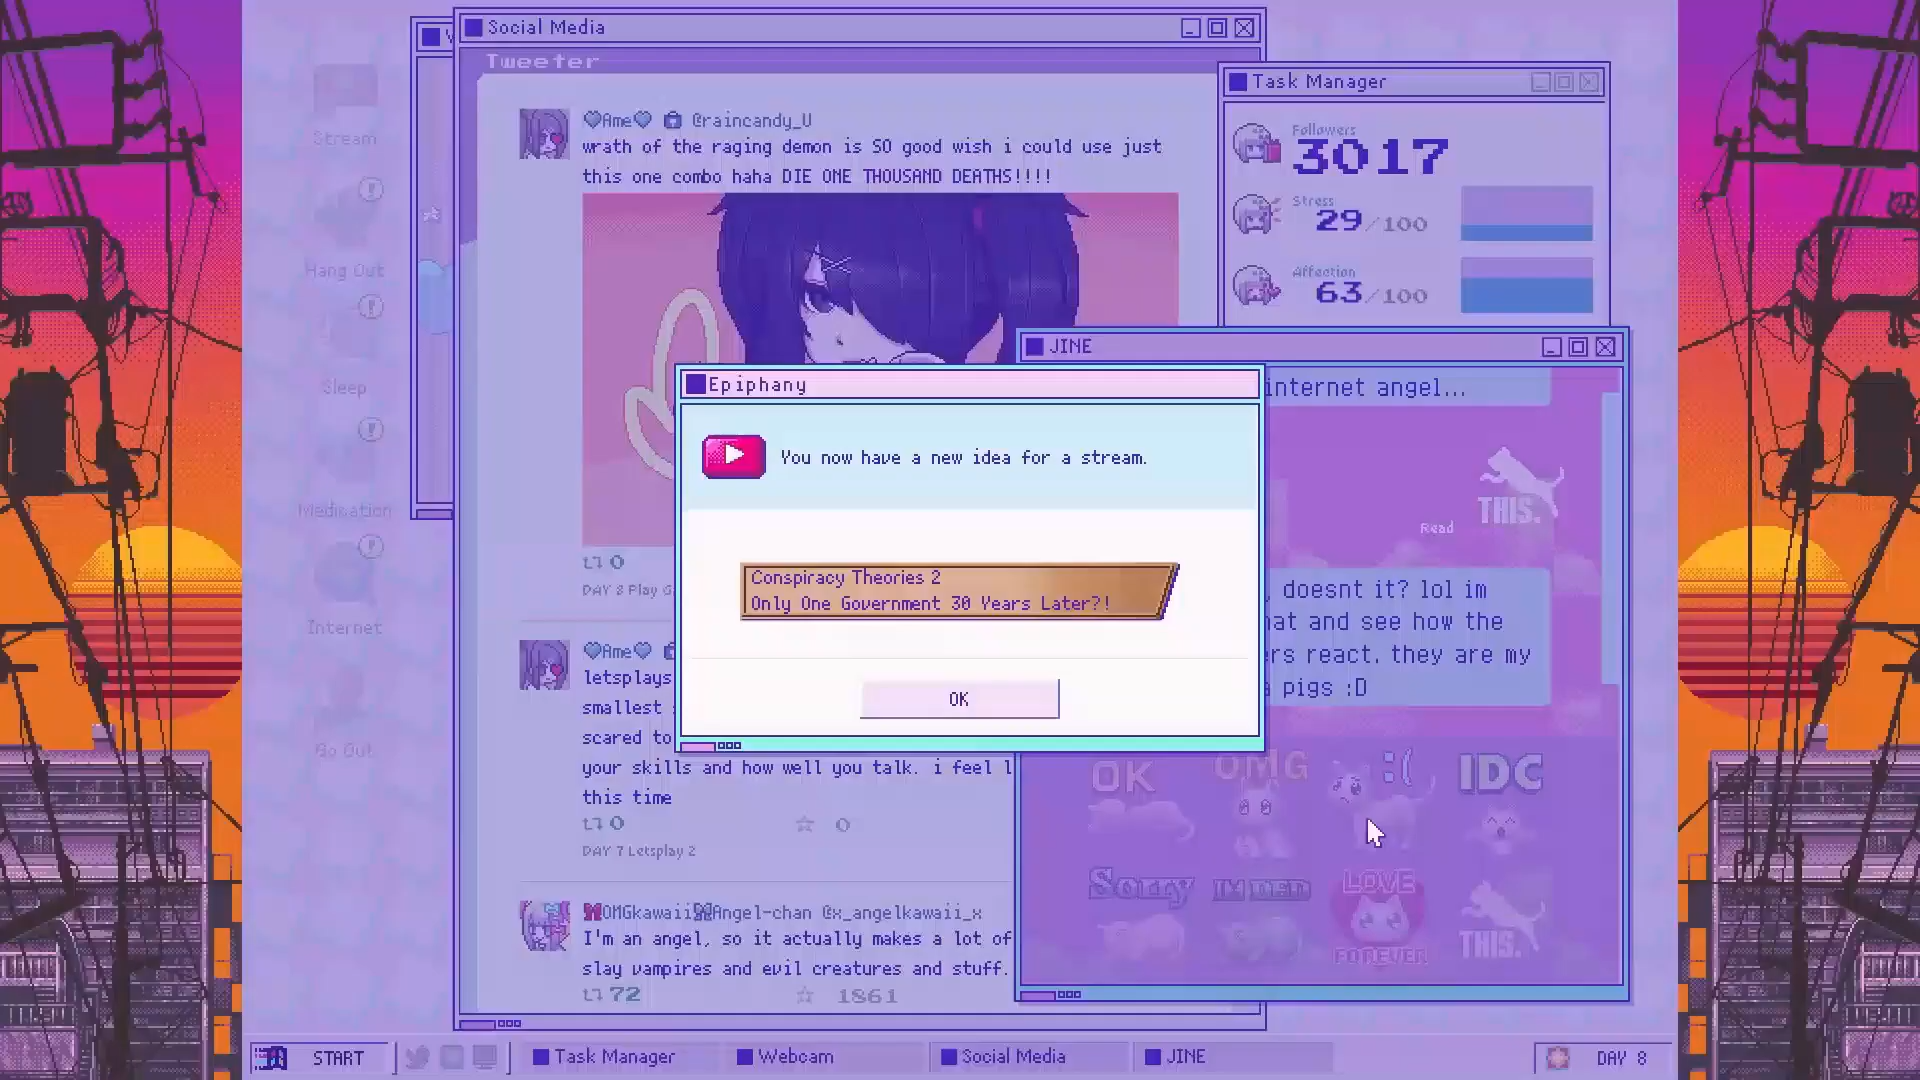 Social Media
Tweeter
♡Ame♡ @raincandy_U
wrath of the raging demon is SO good wish i could use just
this one combo haha DIE ONE THOUSAND DEATHS!!!!
0
DAY 8 Play G
♡Ame♡
letsplays
smallest
scared to
your skills and how well you talk. i feel l
this time
0
0
DAY 7 Letsplay 2
OMGkawaii Angel-chan @x_angelkawaii_x
I'm an angel, so it actually makes a lot of
slay vampires and evil creatures and stuff.
72
1861
Stream
Hang Out
Sleep
Medication
Internet
Go Out
Task Manager
Followers
3017
Stress
29/100
Affection
63/100
JINE
internet angel...
THIS.
Read
, doesnt it? lol im
hat and see how the
ers react. they are my
pigs :D
OK
OMG
:(
IDC
Sorry
IM DED
LOVE
FOREVER
THIS.
Epiphany
You now have a new idea for a stream.
Conspiracy Theories 2
Only One Government 30 Years Later?!
OK
START
Task Manager
Webcam
Social Media
JINE
DAY 8